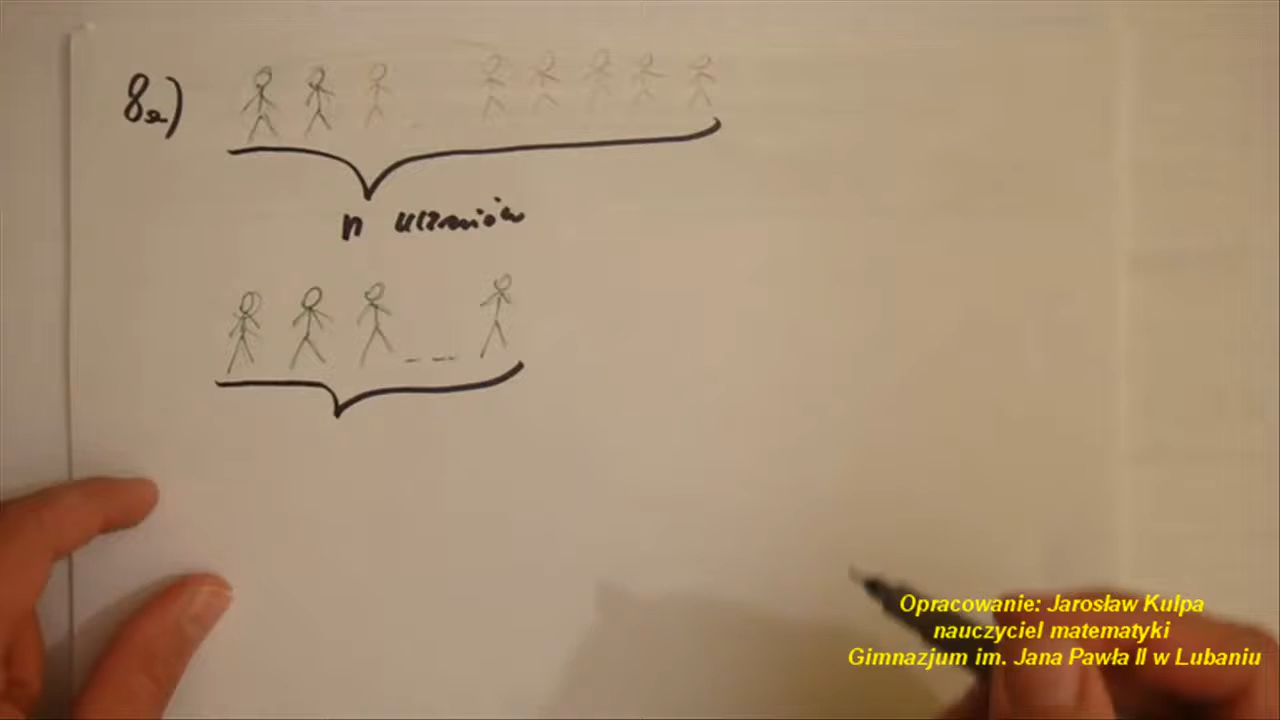 8a)
n uczniów
Opracowanie: Jarosław Kulpa
nauczyciel matematyki
Gimnazjum im. Jana Pawła II w Lubaniu